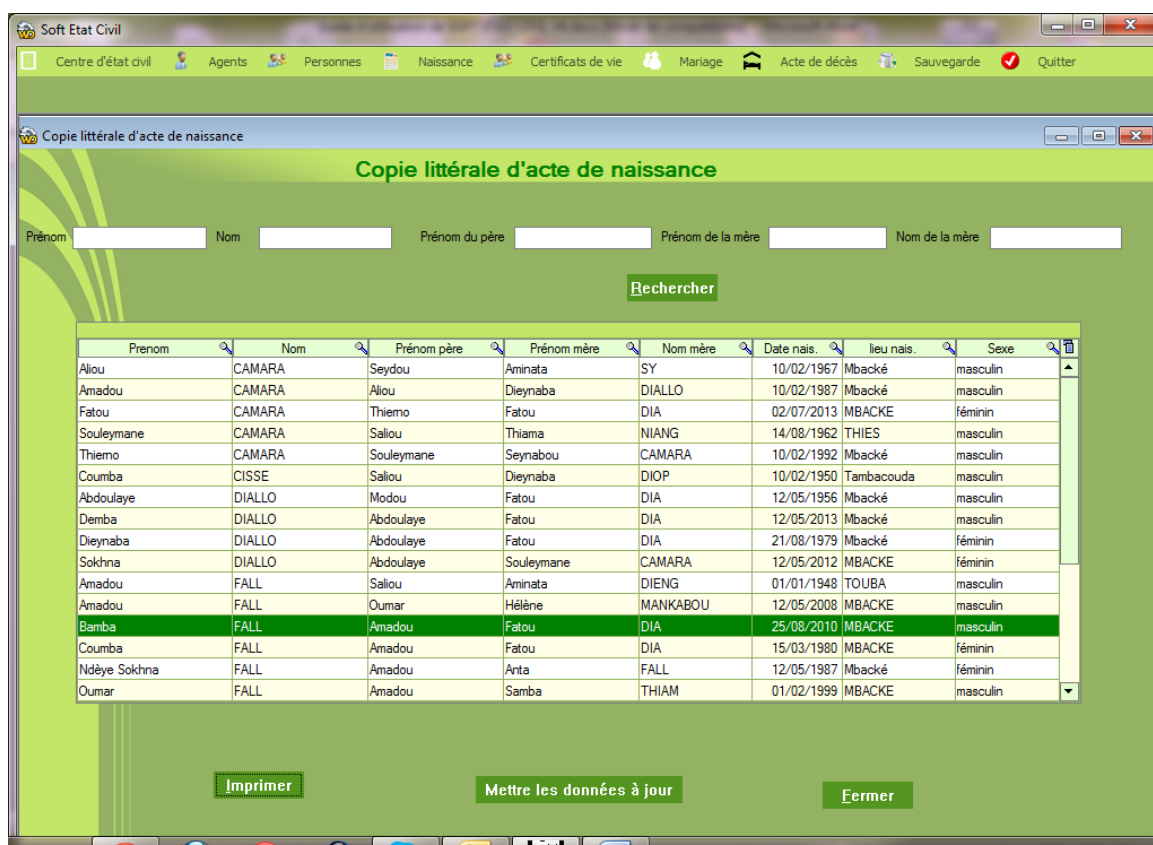 Soft Etat Civil
Centre d'état civil Agents Personnes Naissance Certificats de vie Mariage Acte de décès Sauvegarde Quitter
Copie littérale d'acte de naissance
Copie littérale d'acte de naissance
Prénom Nom Prénom du père Prénom de la mère Nom de la mère
Rechercher
Prenom Nom Prénom père Prénom mère Nom mère Date nais. lieu nais. Sexe
Aliou CAMARA Seydou Aminata SY 10/02/1967 Mbacké masculin
Amadou CAMARA Aliou Dieynaba DIALLO 10/02/1987 Mbacké masculin
Fatou CAMARA Thierno Fatou DIA 02/07/2013 MBACKE féminin
Souleymane CAMARA Saliou Thiama NIANG 14/08/1962 THIES masculin
Thierno CAMARA Souleymane Seynabou CAMARA 10/02/1992 Mbacké masculin
Coumba CISSE Saliou Dieynaba DIOP 10/02/1950 Tambacouda masculin
Abdoulaye DIALLO Modou Fatou DIA 12/05/1956 Mbacké masculin
Demba DIALLO Abdoulaye Fatou DIA 12/05/2013 Mbacké masculin
Dieynaba DIALLO Abdoulaye Fatou DIA 21/08/1979 Mbacké féminin
Sokhna DIALLO Abdoulaye Souleymane CAMARA 12/05/2012 MBACKE féminin
Amadou FALL Saliou Aminata DIENG 01/01/1948 TOUBA masculin
Amadou FALL Oumar Hélène MANKABOU 12/05/2008 MBACKE masculin
Bamba FALL Amadou Fatou DIA 25/08/2010 MBACKE masculin
Coumba FALL Amadou Fatou DIA 15/03/1980 MBACKE féminin
Ndèye Sokhna FALL Amadou Anta FALL 12/05/1987 Mbacké féminin
Oumar FALL Amadou Samba THIAM 01/02/1999 MBACKE masculin
Imprimer Mettre les données à jour Fermer